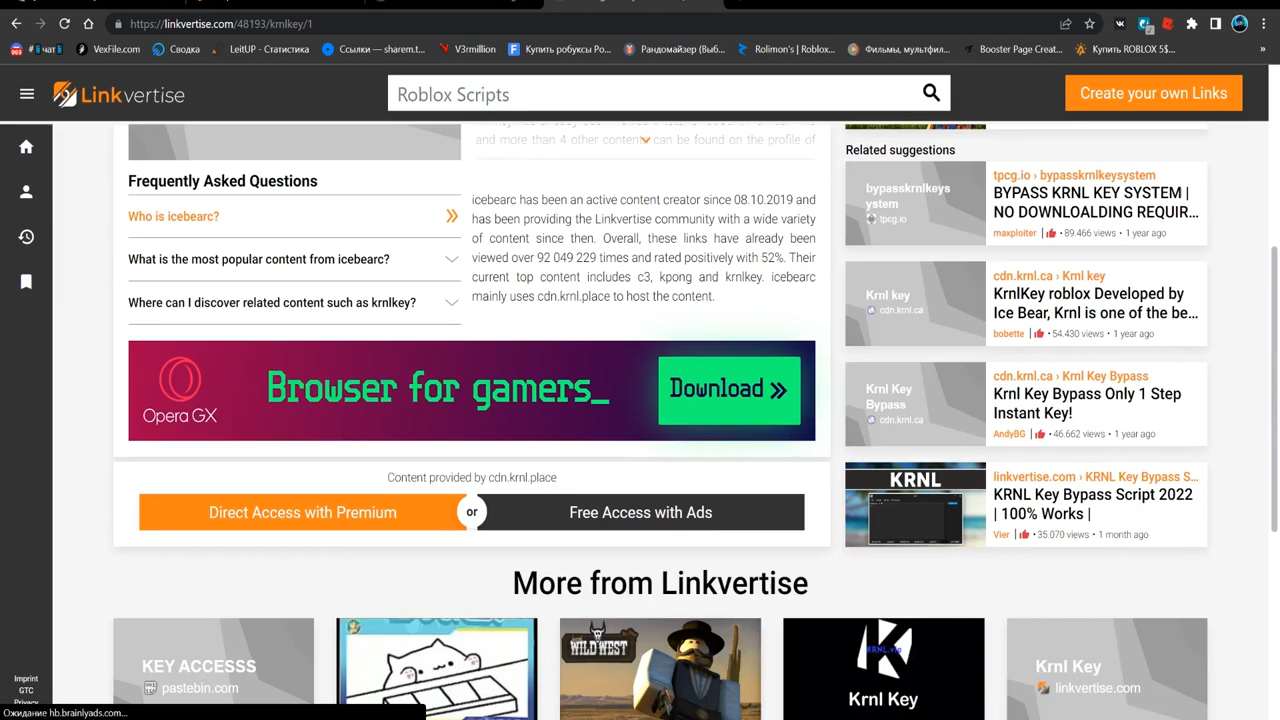 https://linkvertise.com/48193/krnlkey/1
чат
VexFile.com
Сводка
LeitUP - Статистика
Ссылки — sharem.t...
V3rmillion
Купить робуксы Ро...
Рандомайзер (Выб...
Rolimon's | Roblox...
Фильмы, мультфил...
Booster Page Creat...
Купить ROBLOX 5$...
Linkvertise
Roblox Scripts
Create your own Links
and more than 4 other contents can be found on the profile of
Frequently Asked Questions
Who is icebearc?
What is the most popular content from icebearc?
Where can I discover related content such as krnlkey?
icebearc has been an active content creator since 08.10.2019 and
has been providing the Linkvertise community with a wide variety
of content since then. Overall, these links have already been
viewed over 92 049 229 times and rated positively with 52%. Their
current top content includes c3, kpong and krnlkey. icebearc
mainly uses cdn.krnl.place to host the content.
Opera GX
Browser for gamers_
Download »
Content provided by cdn.krnl.place
Direct Access with Premium
or
Free Access with Ads
Related suggestions
bypasskrnlkeys
ystem
tpcg.io
tpcg.io › bypasskrnlkeysystem
BYPASS KRNL KEY SYSTEM |
NO DOWNLOALDING REQUIR...
maxploiter | • 89.466 views • 1 year ago
Krnl key
cdn.krnl.ca
cdn.krnl.ca › Krnl key
KrnlKey roblox Developed by
Ice Bear, Krnl is one of the be...
bobette | • 54.430 views • 1 year ago
Krnl Key
Bypass
cdn.krnl.ca
cdn.krnl.ca › Krnl Key Bypass
Krnl Key Bypass Only 1 Step
Instant Key!
AndyBG | • 46.662 views • 1 year ago
KRNL
linkvertise.com › KRNL Key Bypass S...
KRNL Key Bypass Script 2022
| 100% Works |
Vier | • 35.070 views • 1 month ago
More from Linkvertise
KEY ACCESSS
pastebin.com
WILD WEST
Krnl Key
Krnl Key
linkvertise.com
Imprint
GTC
Privacy
Ожидание hb.brainlyads.com...